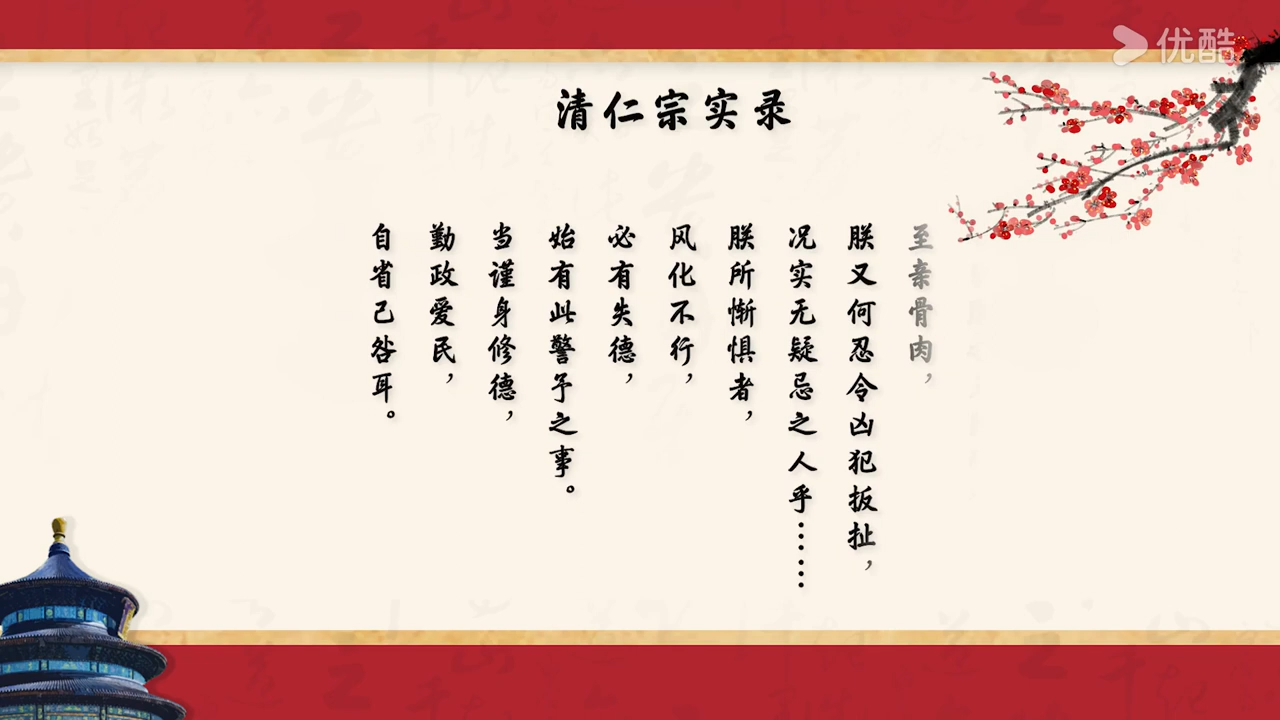 优酷
清仁宗实录
至亲骨肉，
朕又何忍令凶犯扳扯，
况实无疑忌之人乎……
朕所惭惧者，
风化不行，
必有失德，
始有此警予之事。
当谨身修德，
勤政爱民，
自省己咎耳。